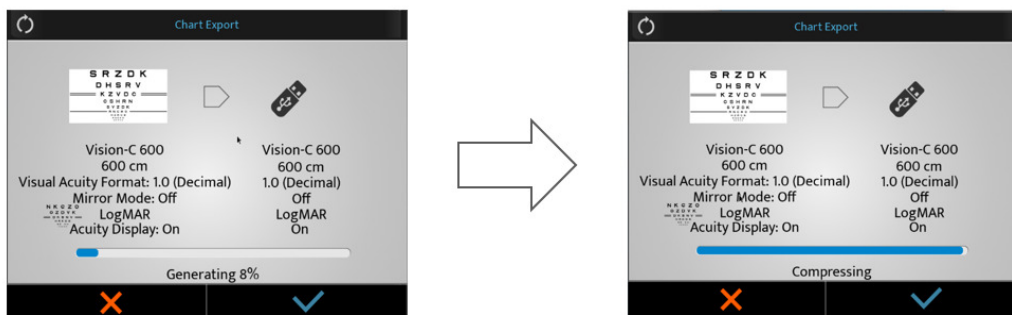 Chart Export
S R Z D K
D H S R V
K Z V D C
Vision-C 600
600 cm
Visual Acuity Format: 1.0 (Decimal)
Mirror Mode: Off
LogMAR
Acuity Display: On
Vision-C 600
600 cm
1.0 (Decimal)
Off
LogMAR
On
N K C Z O
Generating 8%
Chart Export
S R Z D K
D H S R V
K Z V D C
Vision-C 600
600 cm
Visual Acuity Format: 1.0 (Decimal)
Mirror Mode: Off
LogMAR
Acuity Display: On
Vision-C 600
600 cm
1.0 (Decimal)
Off
LogMAR
On
N K C Z O
Compressing